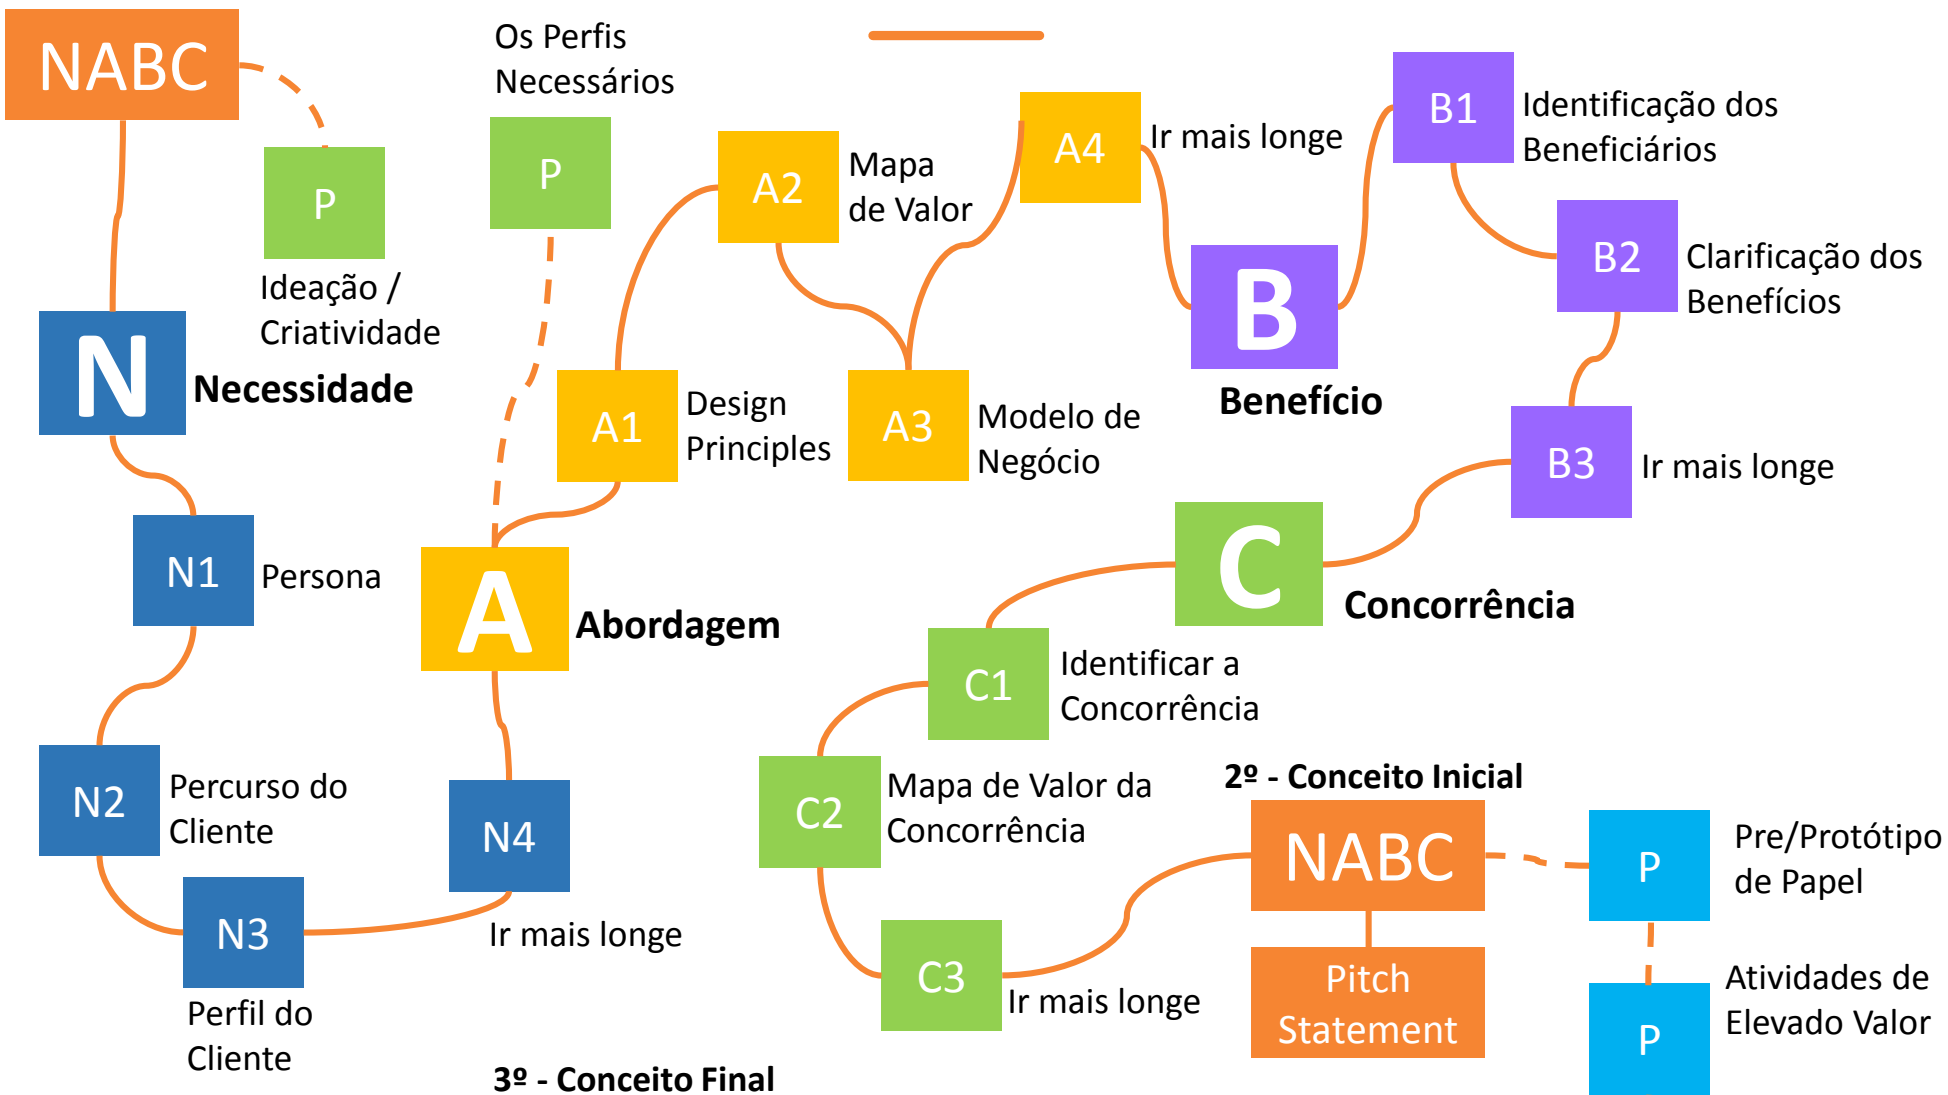 NABC
P
Ideação /
Criatividade
N
Necessidade
N1
Persona
N2
Percurso do
Cliente
N3
Perfil do
Cliente
N4
Ir mais longe
A
Abordagem
Os Perfis
Necessários
P
A1
Design
Principles
A2
Mapa
de Valor
A3
Modelo de
Negócio
A4
Ir mais longe
B
Benefício
B1
Identificação dos
Beneficiários
B2
Clarificação dos
Benefícios
B3
Ir mais longe
C
Concorrência
C1
Identificar a
Concorrência
C2
Mapa de Valor da
Concorrência
C3
Ir mais longe
2º - Conceito Inicial
NABC
Pitch
Statement
P
Pre/Protótipo
de Papel
P
Atividades de
Elevado Valor
3º - Conceito Final